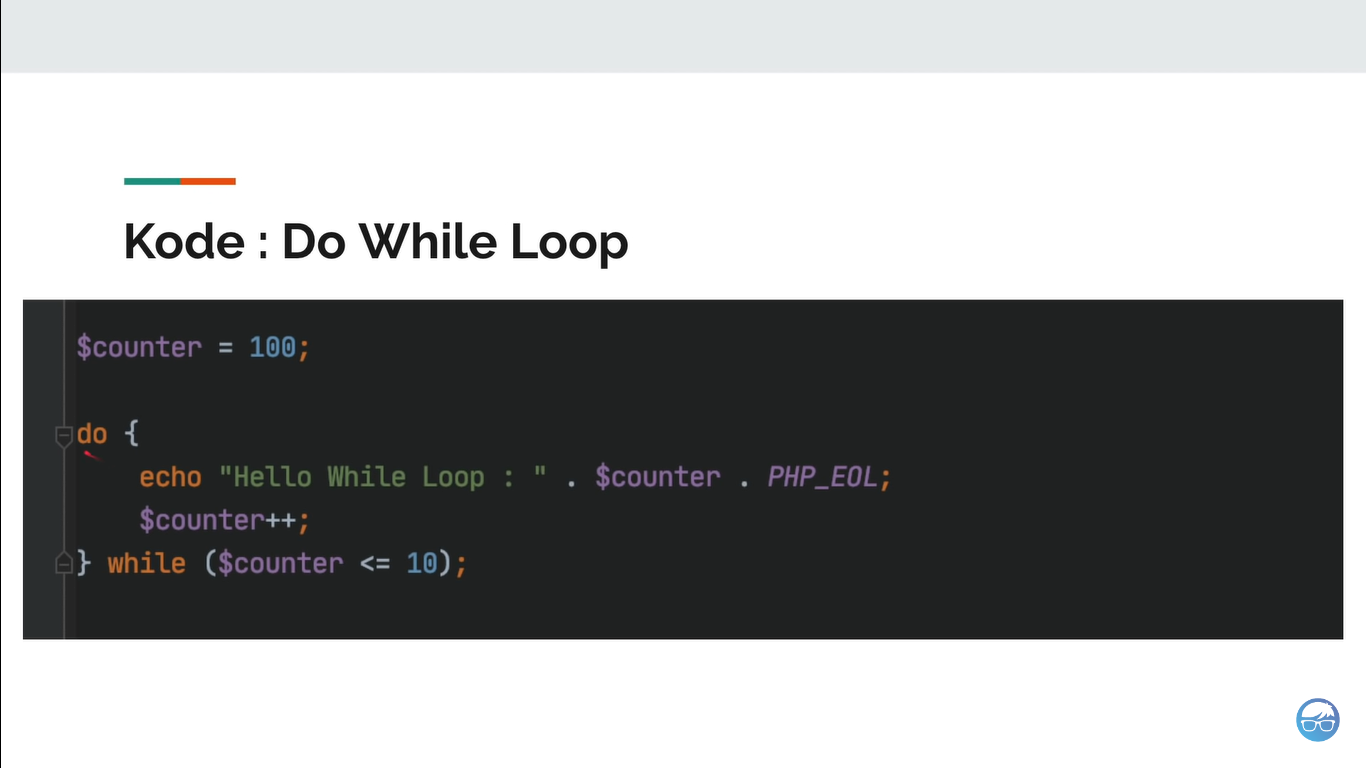 Kode : Do While Loop
$counter = 100;
do {
    echo "Hello While Loop : " . $counter . PHP_EOL;
    $counter++;
} while ($counter <= 10);